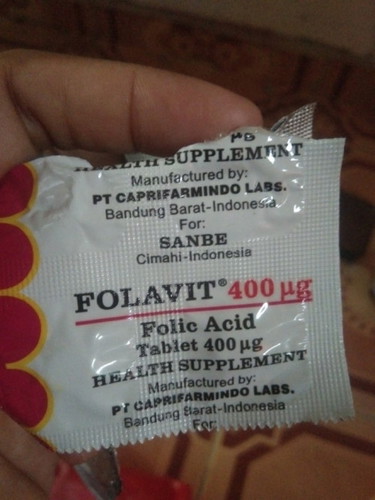 HEALTH SUPPLEMENT
Manufactured by:
PT CAPRIFARMINDO LABS.
Bandung Barat-Indonesia
For:
SANBE
Cimahi-Indonesia
FOLAVIT® 400 µg
Folic Acid
Tablet 400 µg
HEALTH SUPPLEMENT
Manufactured by:
PT CAPRIFARMINDO LABS.
Bandung Barat-Indonesia
For: